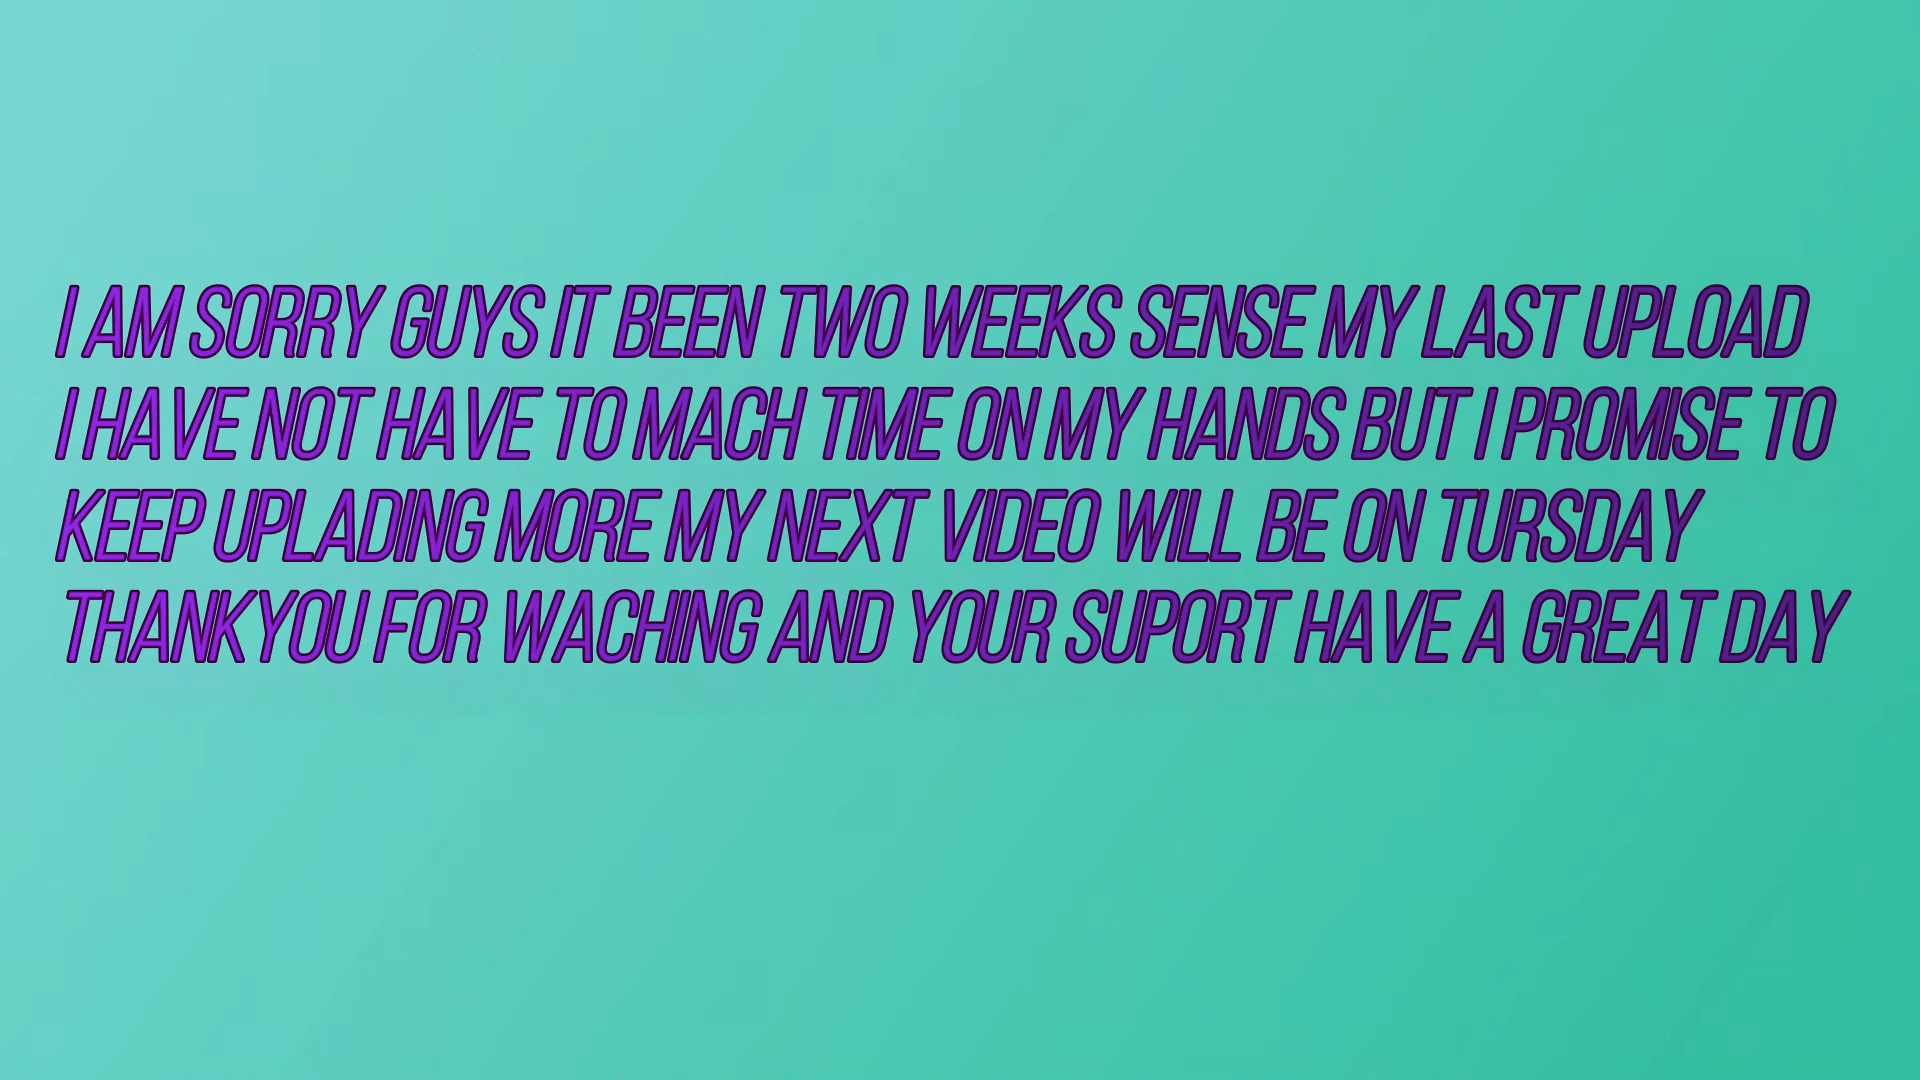 I AM SORRY GUYS IT BEEN TWO WEEKS SENSE MY LAST UPLOAD
I HAVE NOT HAVE TO MACH TIME ON MY HANDS BUT I PROMISE TO
KEEP UPLADING MORE MY NEXT VIDEO WILL BE ON TURSDAY
THANKYOU FOR WACHING AND YOUR SUPORT HAVE A GREAT DAY